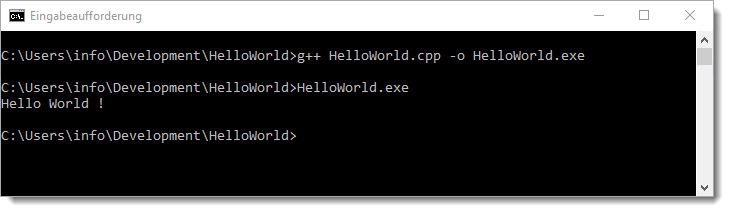 Eingabeaufforderung
C:\Users\info\Development\HelloWorld>g++ HelloWorld.cpp -o HelloWorld.exe
C:\Users\info\Development\HelloWorld>HelloWorld.exe
Hello World !
C:\Users\info\Development\HelloWorld>